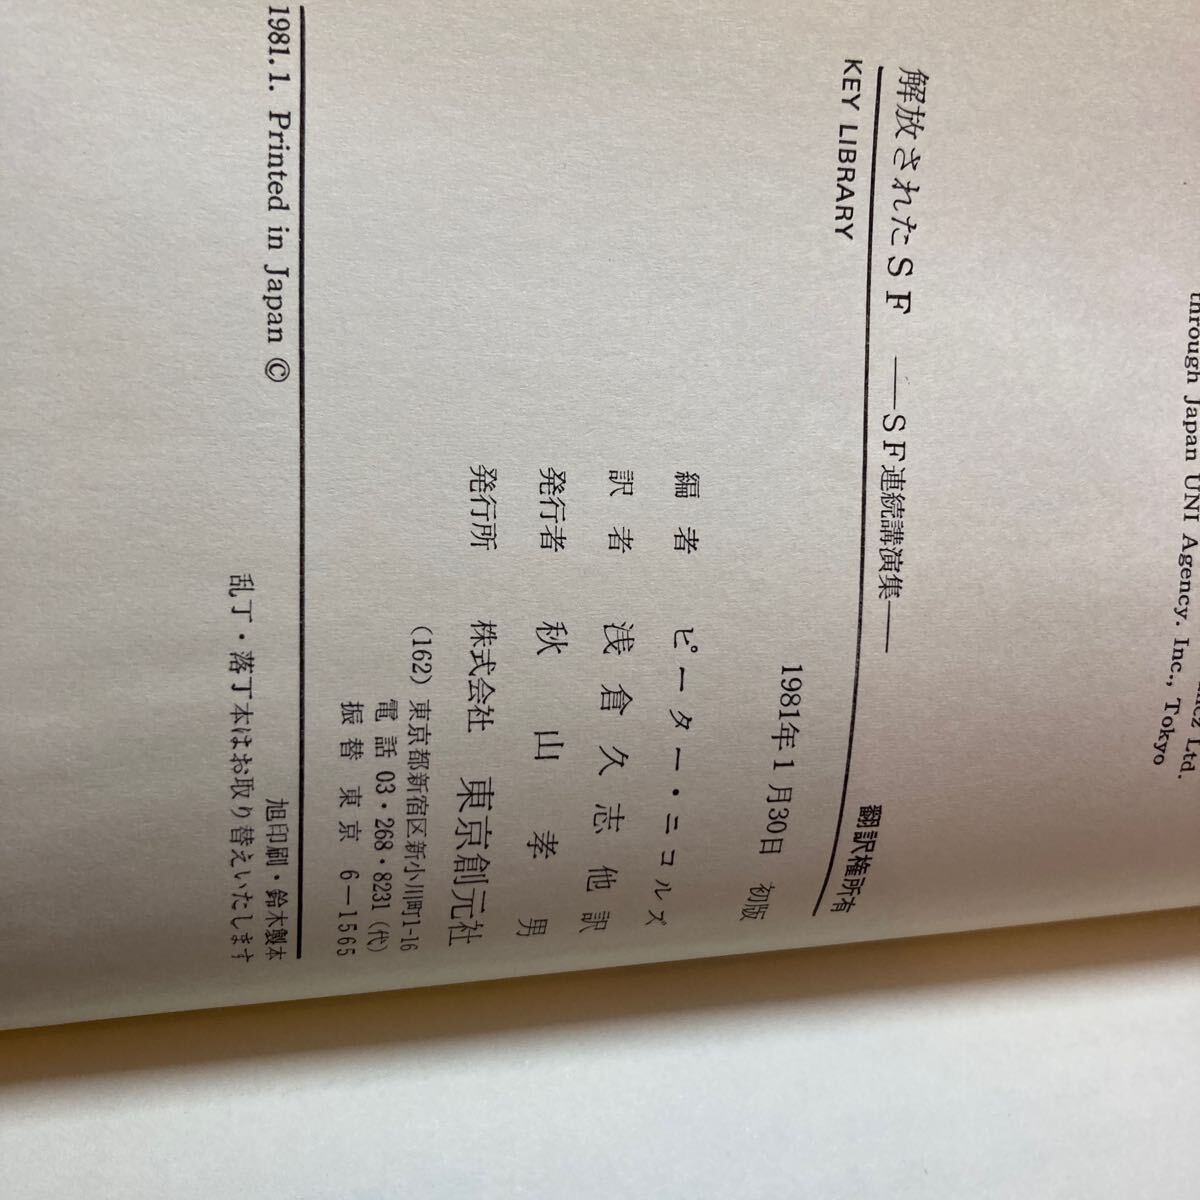 Ltd.
through Japan UNI Agency. Inc., Tokyo
解放されたSF ——SF連続講演集——
KEY LIBRARY
翻訳権所有
1981年1月30日 初版
編者 ピーター・ニコルズ
訳者 浅倉久志他訳
発行者 秋山孝男
発行所 株式会社 東京創元社
(162) 東京都新宿区新小川町1-16
電話 03・268・8231 (代)
振替 東京 6—1565
1981. 1. Printed in Japan ©
旭印刷・鈴木製本
乱丁・落丁本はお取り替えいたします